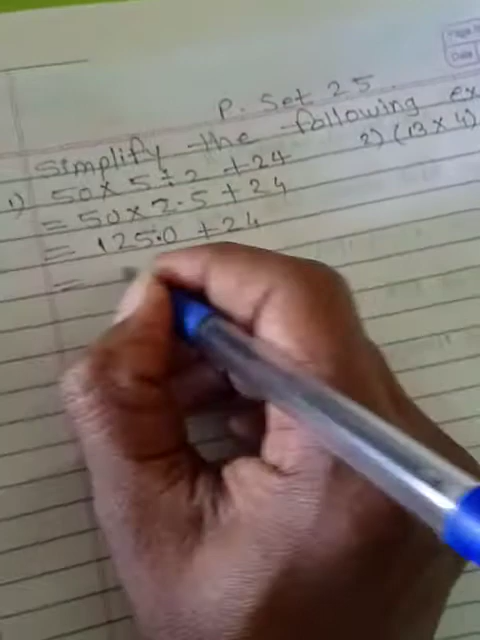 P. Set 25
Simplify the following ex
1) 50 × 5 ÷ 2 + 24 2) (13 × 4)
= 50 × 2.5 + 24
= 125.0 + 24
=
Date